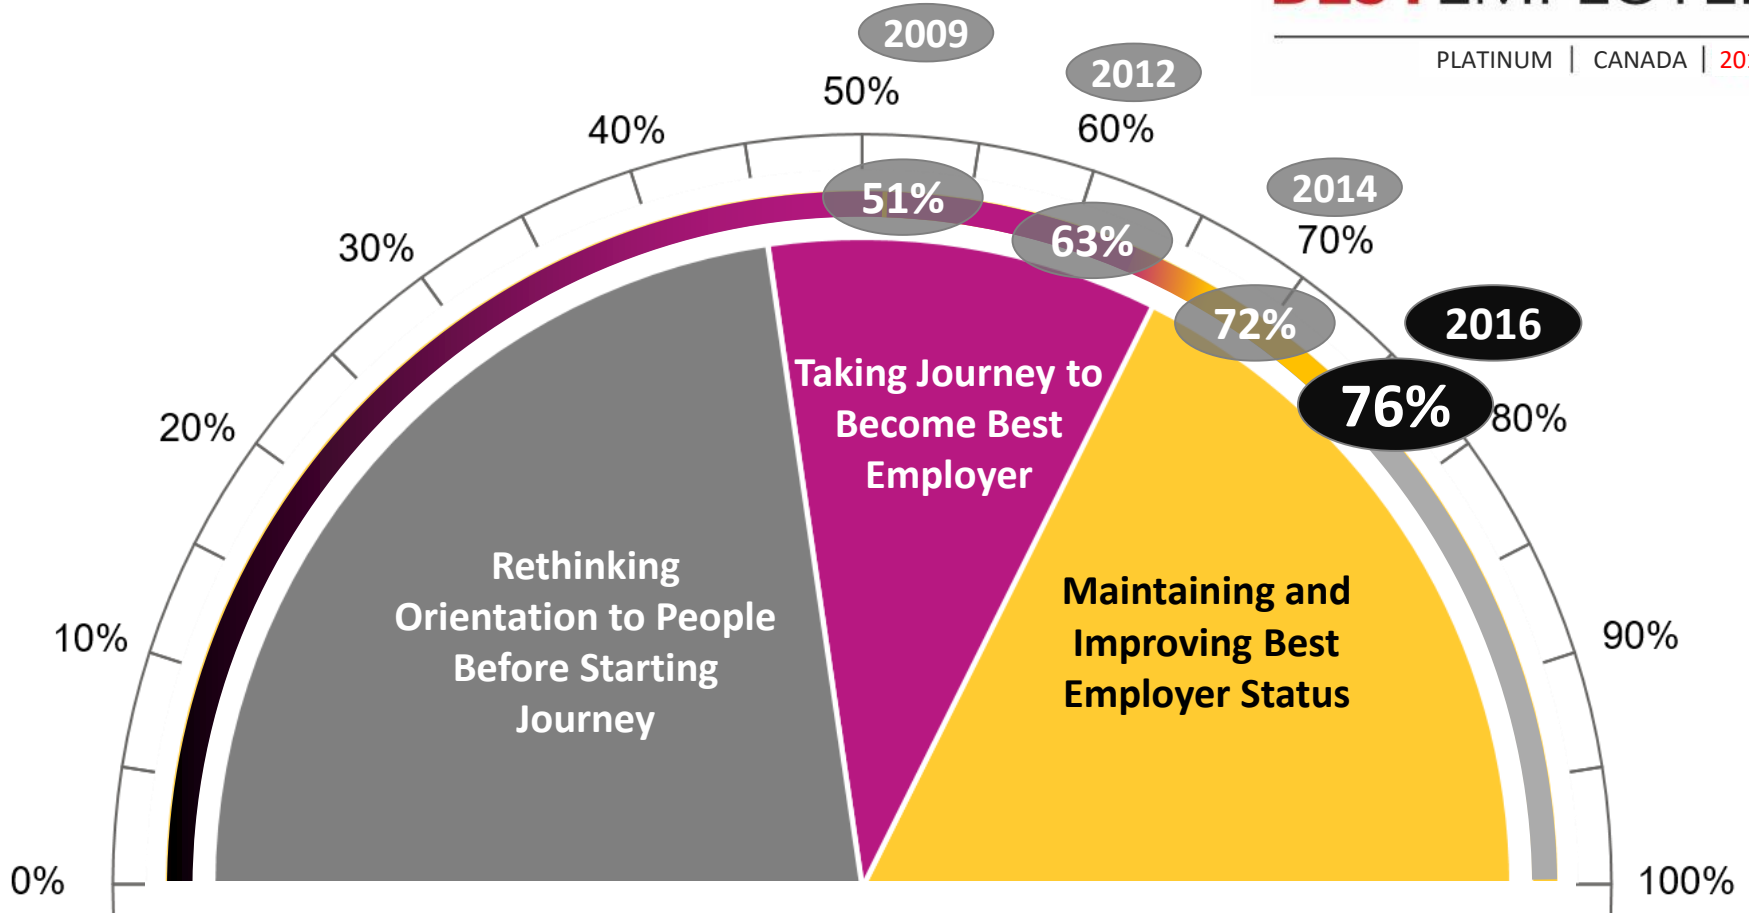 PLATINUM | CANADA |
2009
2012
50%
40%
60%
2014
51%
63%
30%
70%
72%
2016
76%
20%
80%
Taking Journey to
Become Best
Employer
Rethinking
Orientation to People
Before Starting
Journey
Maintaining and
Improving Best
Employer Status
10%
90%
0%
100%